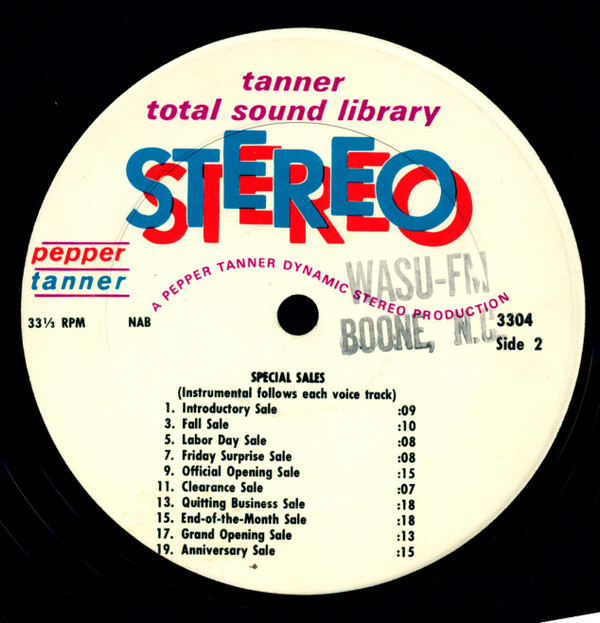 tanner
total sound library
STEREO
pepper
tanner
A PEPPER TANNER DYNAMIC STEREO PRODUCTION
WASU-FM
BOONE, N.C.
33⅓ RPM
NAB
3304
Side 2
SPECIAL SALES
(Instrumental follows each voice track)
1. Introductory Sale :09
3. Fall Sale :10
5. Labor Day Sale :08
7. Friday Surprise Sale :08
9. Official Opening Sale :15
11. Clearance Sale :07
13. Quitting Business Sale :18
15. End-of-the-Month Sale :18
17. Grand Opening Sale :13
19. Anniversary Sale :15